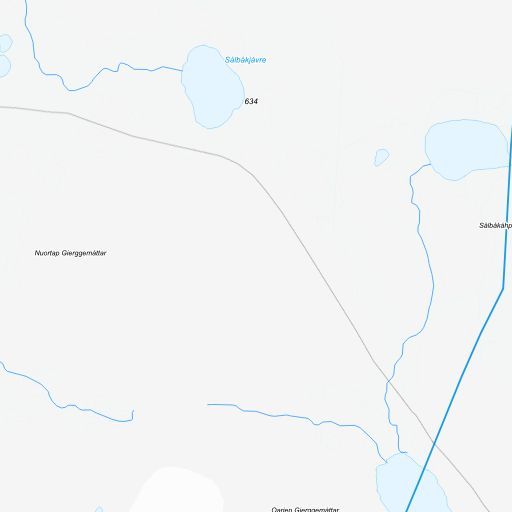 Sálbákjávre
634
Sálbákáhp
Nuortap Gierggemáttar
Oarjep Gierggemáttar